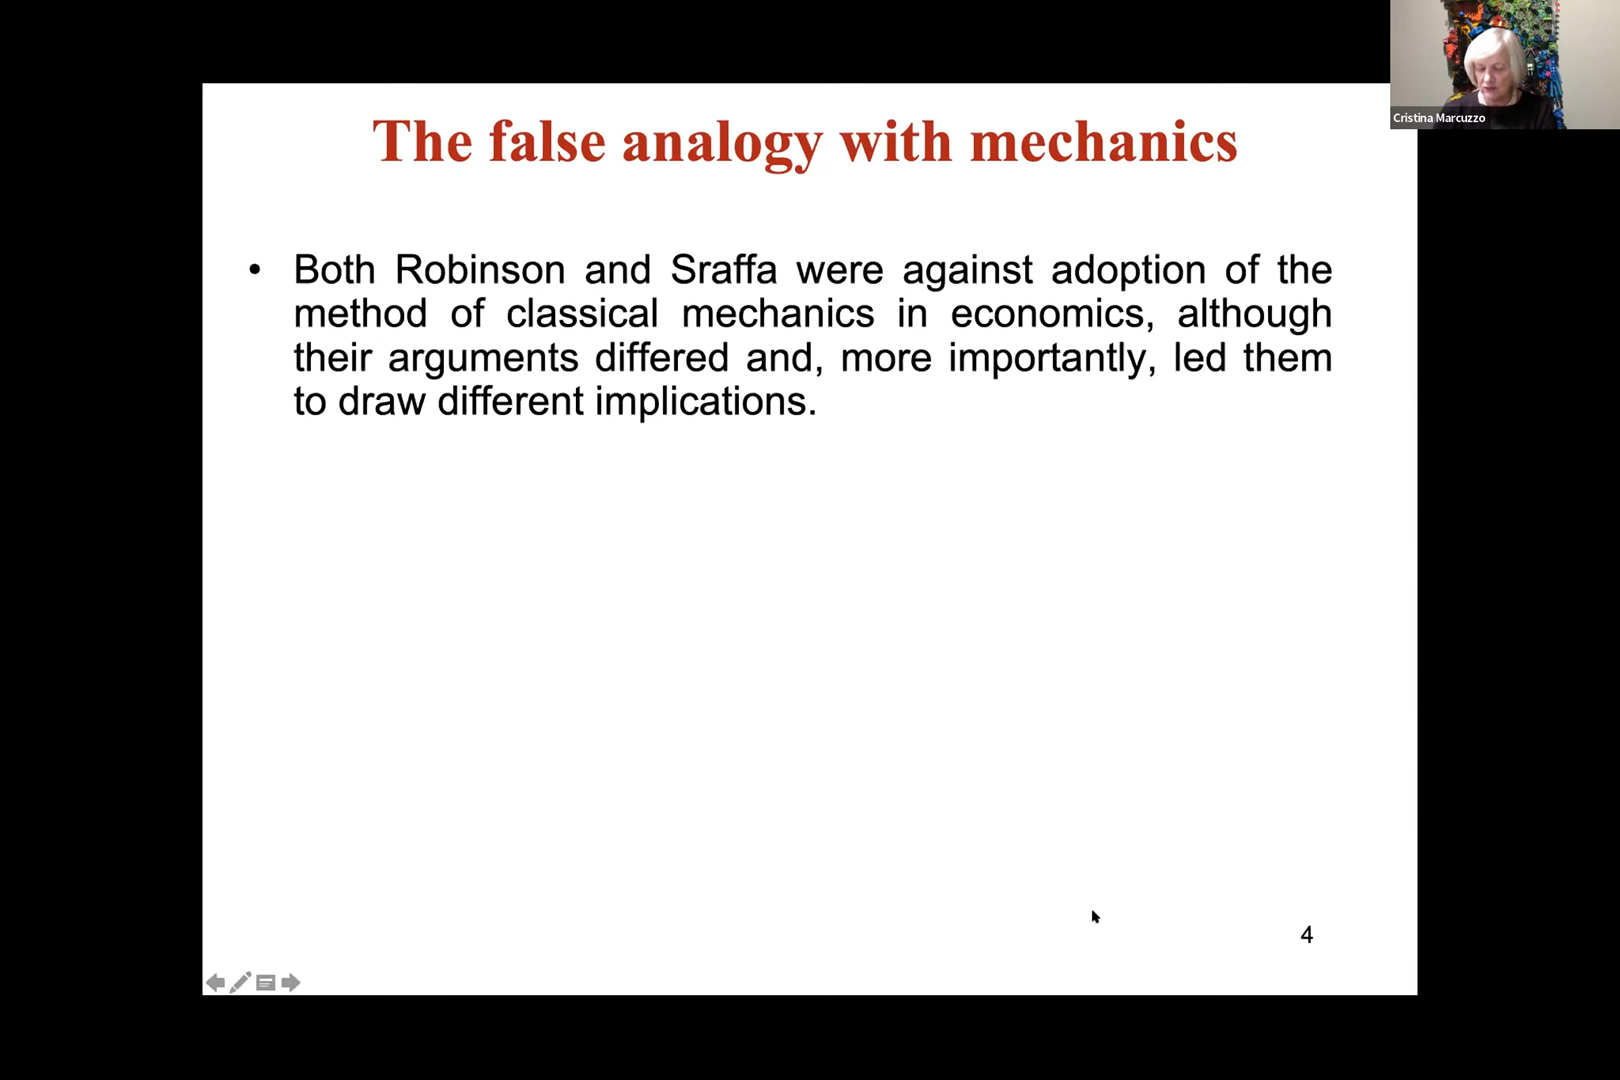 Cristina Marcuzzo
The false analogy with mechanics
• Both Robinson and Sraffa were against adoption of the
method of classical mechanics in economics, although
their arguments differed and, more importantly, led them
to draw different implications.
4